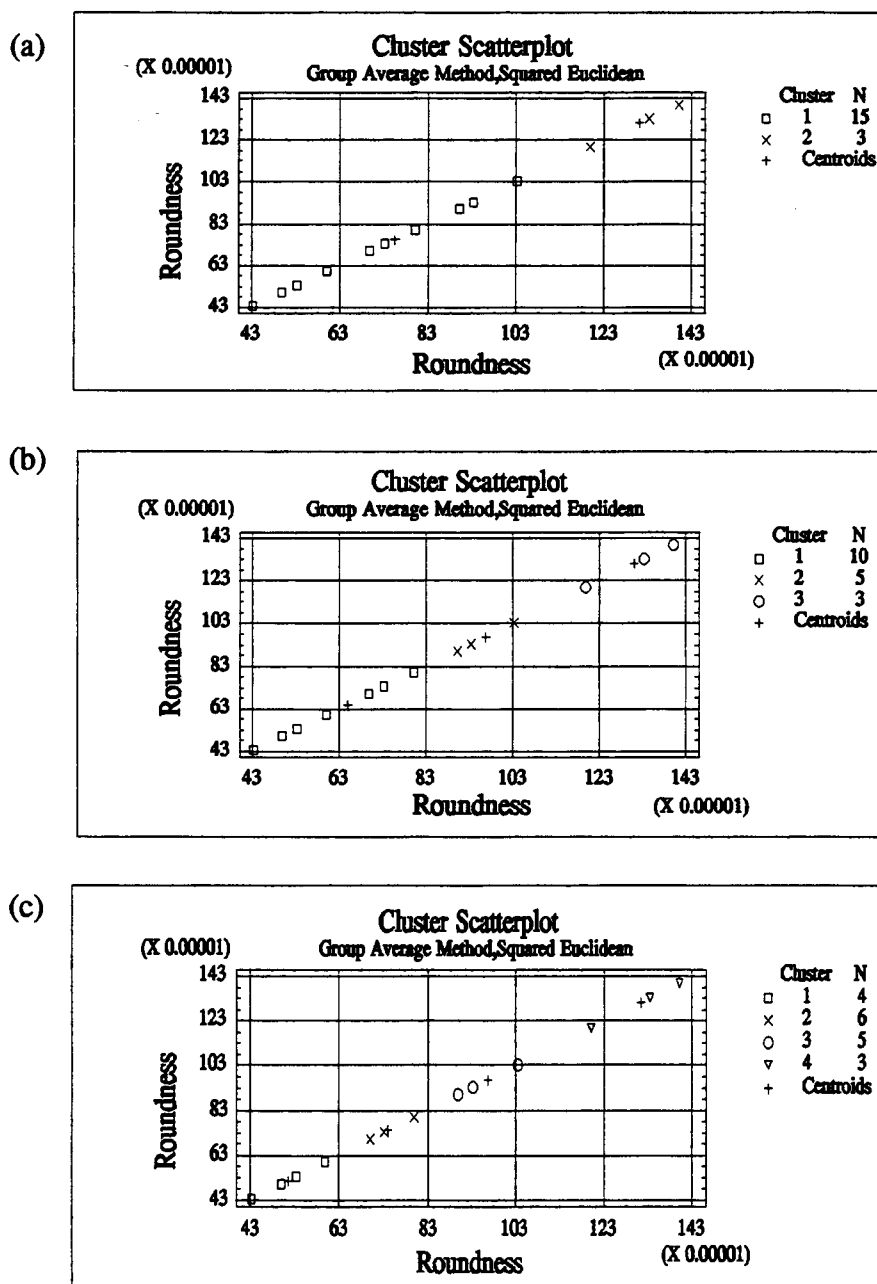 (a)
Cluster Scatterplot
(X 0.00001)
Group Average Method,Squared Euclidean
Cluster N
1 15
2 3
Centroids
143
123
103
83
63
43
Roundness
43 63 83 103 123 143
Roundness
(X 0.00001)
(b)
Cluster Scatterplot
(X 0.00001)
Group Average Method,Squared Euclidean
Cluster N
1 10
2 5
3 3
Centroids
143
123
103
83
63
43
Roundness
43 63 83 103 123 143
Roundness
(X 0.00001)
(c)
Cluster Scatterplot
(X 0.00001)
Group Average Method,Squared Euclidean
Cluster N
1 4
2 6
3 5
4 3
Centroids
143
123
103
83
63
43
Roundness
43 63 83 103 123 143
Roundness
(X 0.00001)